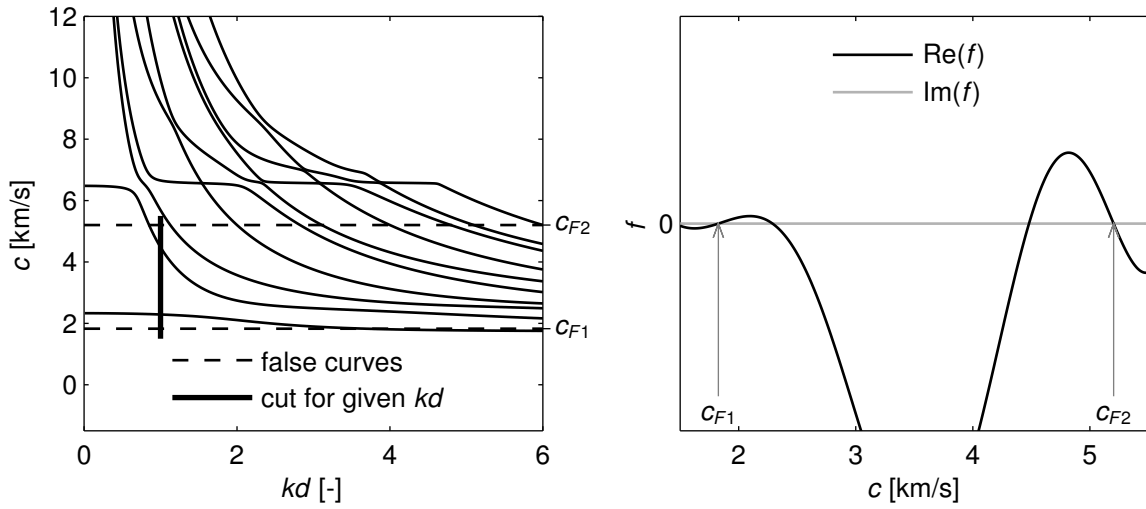 12
10
8
6
4
2
0
c [km/s]
0
2
4
6
kd [-]
c_F2
c_F1
false curves
cut for given kd
Re(f)
Im(f)
f
0
c_F1
c_F2
2
3
4
5
c [km/s]